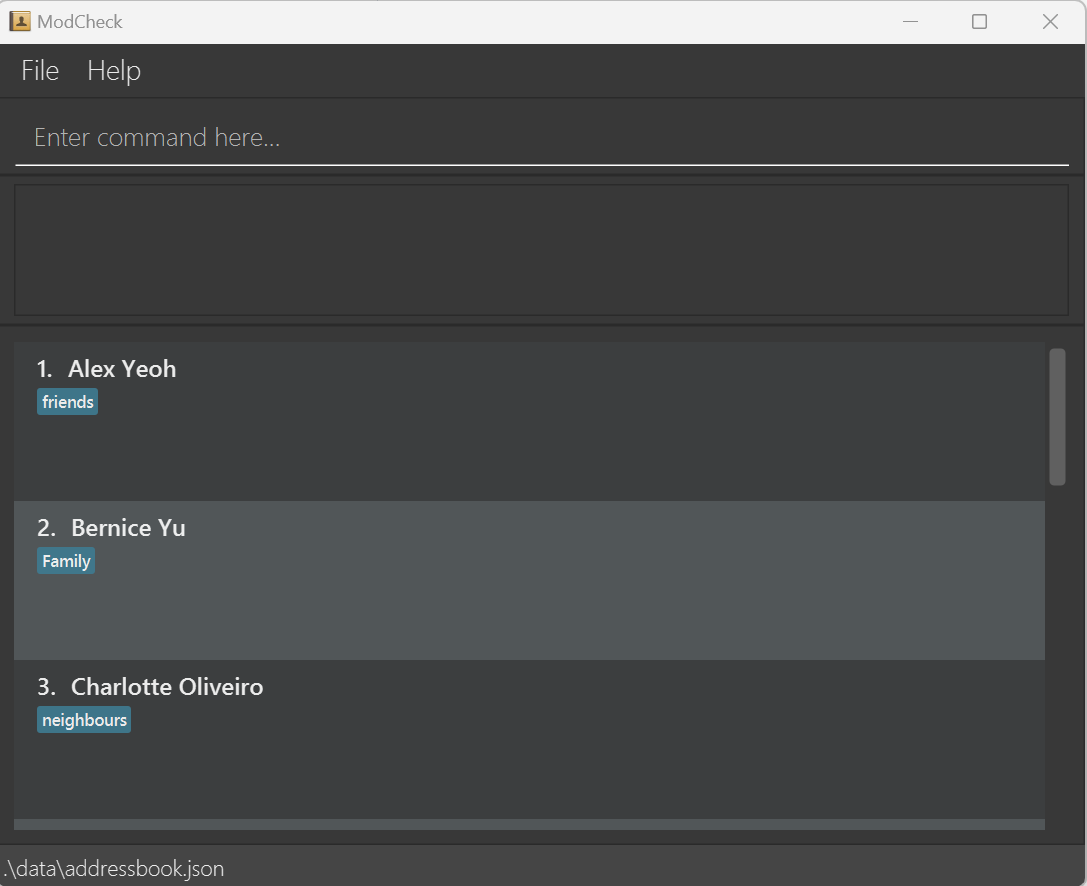 ModCheck
File Help
Enter command here...
1. Alex Yeoh
friends
2. Bernice Yu
Family
3. Charlotte Oliveiro
neighbours
.\data\addressbook.json